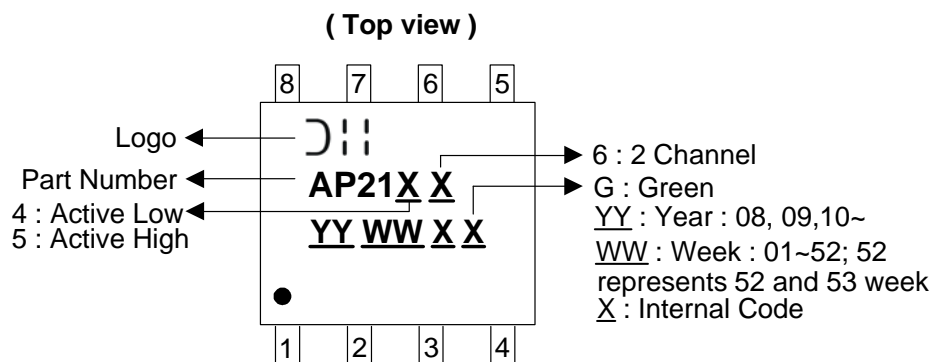 ( Top view )
8 7 6 5
Logo
Part Number
4 : Active Low
5 : Active High
AP21X X
YY WW X X
6 : 2 Channel
G : Green
YY : Year : 08, 09,10~
WW : Week : 01~52; 52
represents 52 and 53 week
X : Internal Code
1 2 3 4